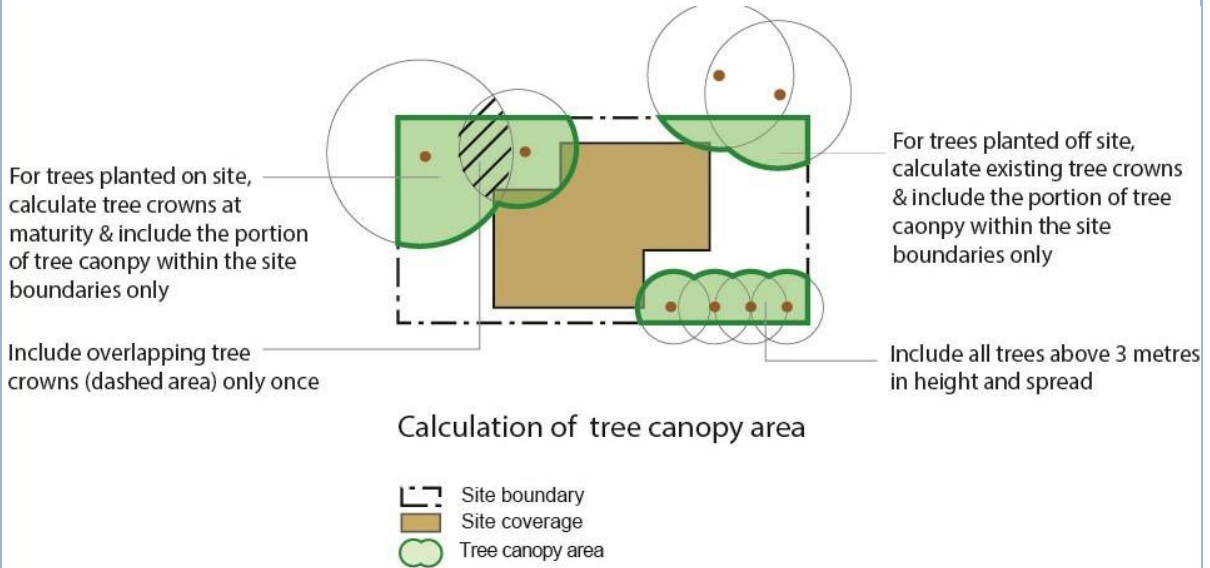 For trees planted on site,
calculate tree crowns at
maturity & include the portion
of tree caonpy within the site
boundaries only
Include overlapping tree
crowns (dashed area) only once
For trees planted off site,
calculate existing tree crowns
& include the portion of tree
caonpy within the site
boundaries only
Include all trees above 3 metres
in height and spread
Calculation of tree canopy area
Site boundary
Site coverage
Tree canopy area